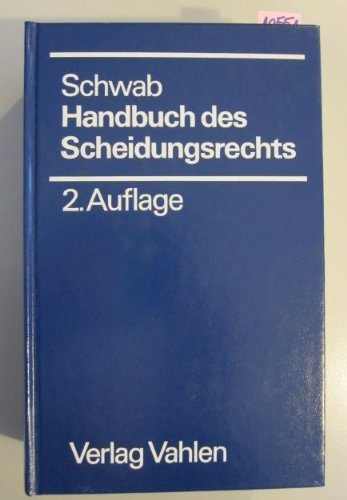 Schwab
Handbuch des
Scheidungsrechts
2. Auflage
Verlag Vahlen